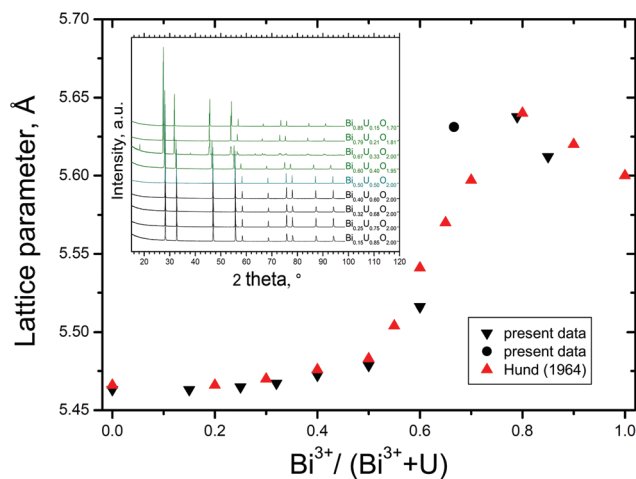 5.70
5.65
5.60
5.55
5.50
5.45
Lattice parameter, Å
0.0 0.2 0.4 0.6 0.8 1.0
Bi³⁺/ (Bi³⁺+U)
Intensity, a.u.
Bi₀.₈₅U₀.₁₅O₁.₇₀
Bi₀.₇₉U₀.₂₁O₁.₈₁
Bi₀.₆₇U₀.₃₃O₂.₀₀
Bi₀.₆₀U₀.₄₀O₁.₉₅
Bi₀.₅₀U₀.₅₀O₂.₀₀
Bi₀.₄₀U₀.₆₀O₂.₀₀
Bi₀.₃₂U₀.₆₈O₂.₀₀
Bi₀.₂₅U₀.₇₅O₂.₀₀
Bi₀.₁₅U₀.₈₅O₂.₀₀
20 30 40 50 60 70 80 90 100 110 120
2 theta, °
present data
present data
Hund (1964)